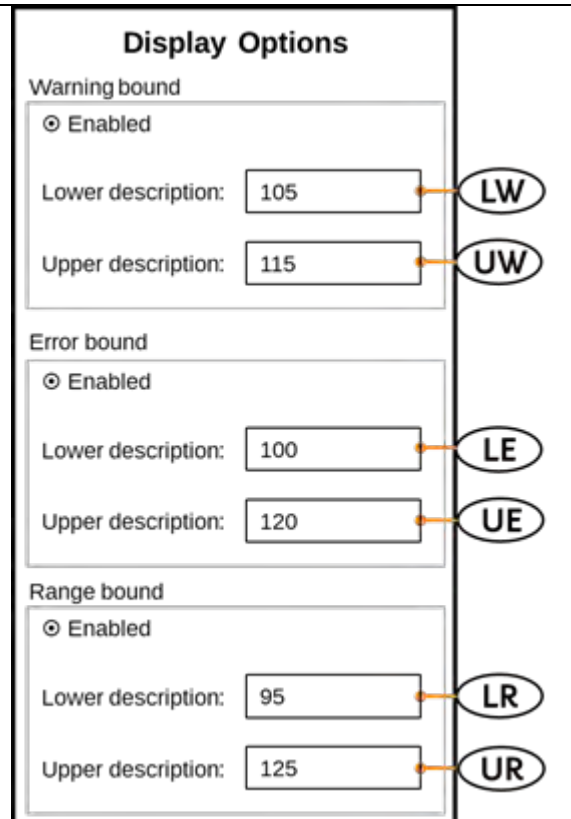 Display Options
Warning bound
Enabled
Lower description: 105 LW
Upper description: 115 UW
Error bound
Enabled
Lower description: 100 LE
Upper description: 120 UE
Range bound
Enabled
Lower description: 95 LR
Upper description: 125 UR